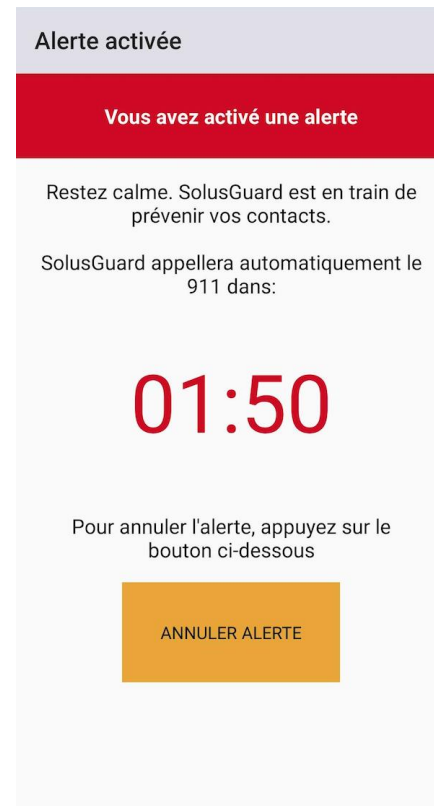 Alerte activée
Vous avez activé une alerte
Restez calme. SolusGuard est en train de
prévenir vos contacts.
SolusGuard appellera automatiquement le
911 dans:
01:50
Pour annuler l'alerte, appuyez sur le
bouton ci-dessous
ANNULER ALERTE